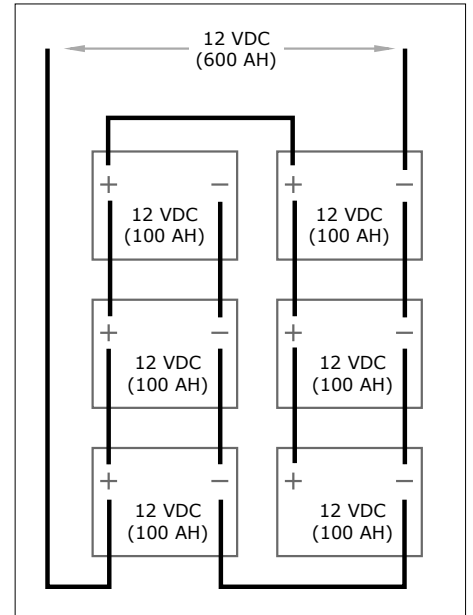 12 VDC
(600 AH)
+ −
+ −
12 VDC
(100 AH)
12 VDC
(100 AH)
+ −
+ −
12 VDC
(100 AH)
12 VDC
(100 AH)
+ −
+ −
12 VDC
(100 AH)
12 VDC
(100 AH)